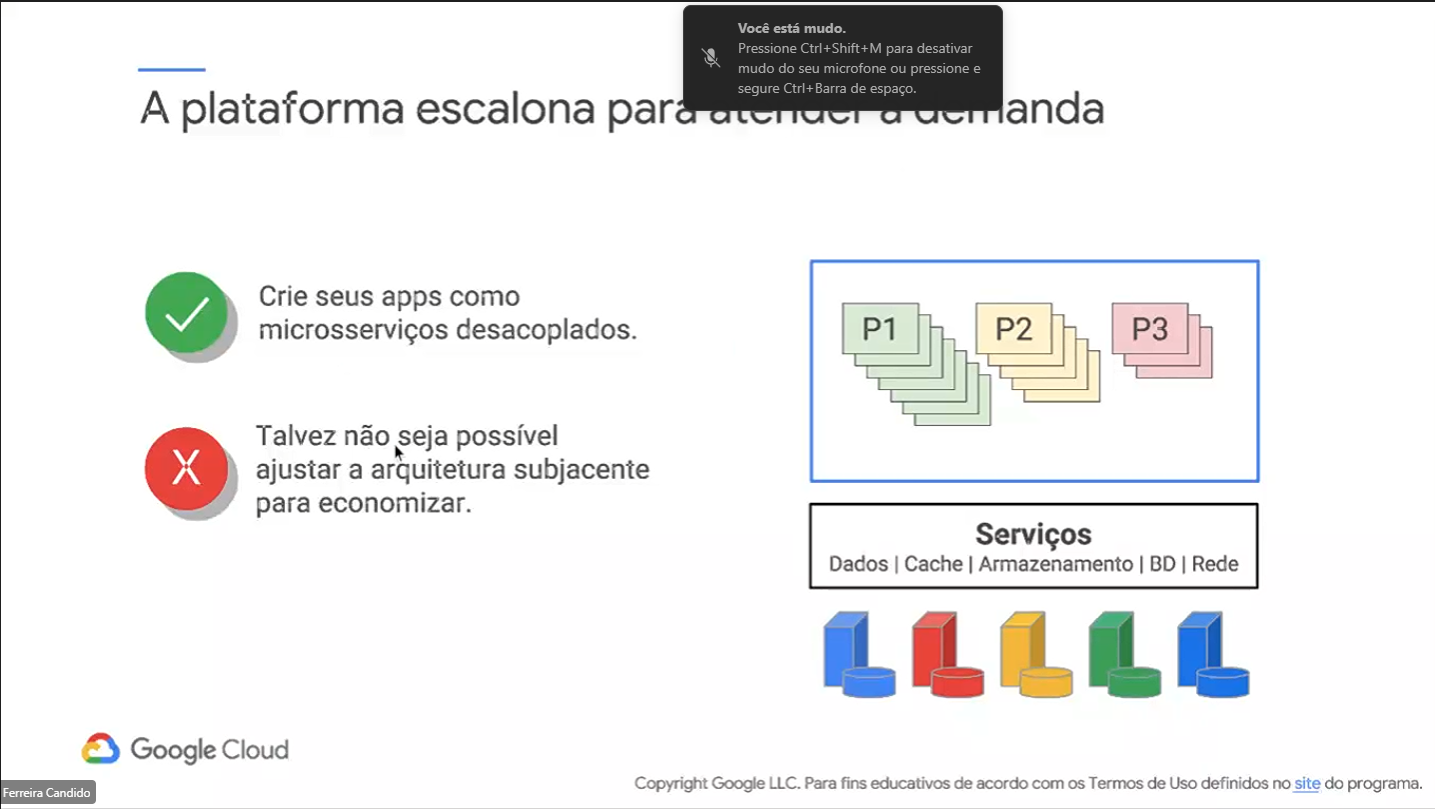 Você está mudo.
Pressione Ctrl+Shift+M para desativar
mudo do seu microfone ou pressione e
segure Ctrl+Barra de espaço.
A plataforma escalona para atender a demanda
Crie seus apps como
microsserviços desacoplados.
Talvez não seja possível
ajustar a arquitetura subjacente
para economizar.
P1 P2 P3
Serviços
Dados | Cache | Armazenamento | BD | Rede
Google Cloud
Ferreira Candido
Copyright Google LLC. Para fins educativos de acordo com os Termos de Uso definidos no site do programa.